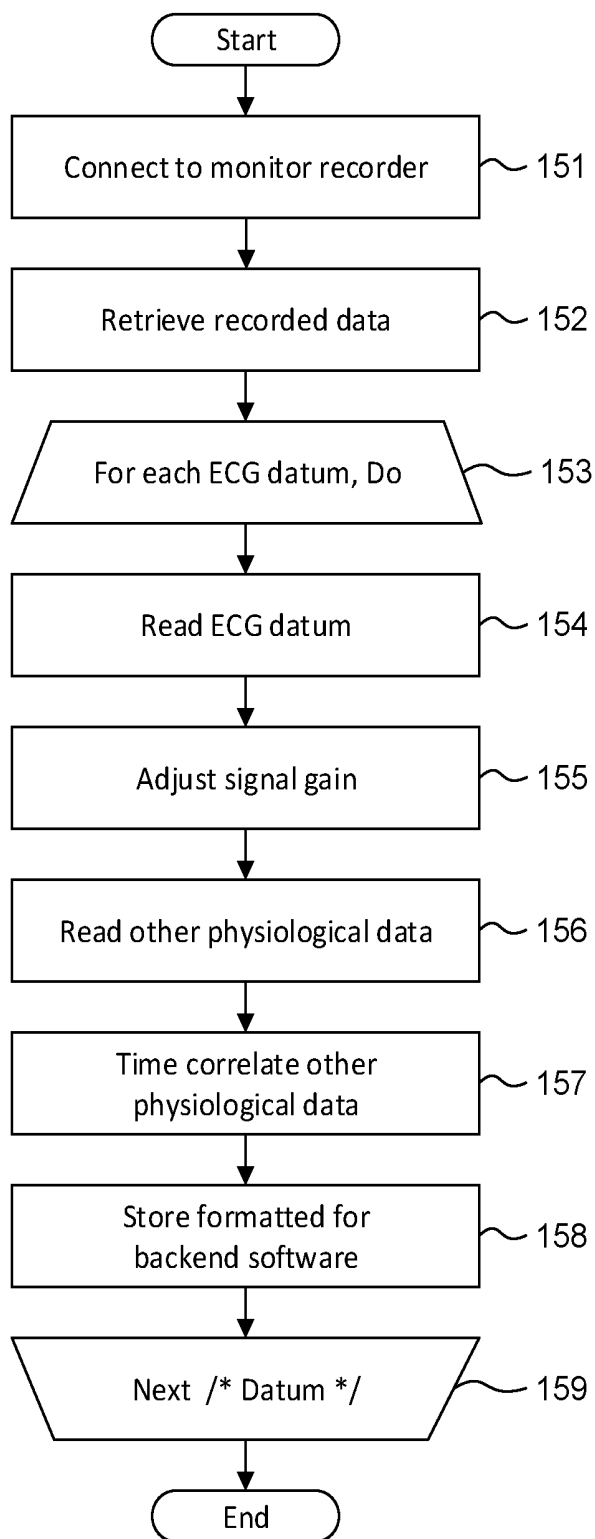 Start
Connect to monitor recorder
151
Retrieve recorded data
152
For each ECG datum, Do
153
Read ECG datum
154
Adjust signal gain
155
Read other physiological data
156
Time correlate other
physiological data
157
Store formatted for
backend software
158
Next /* Datum */
159
End